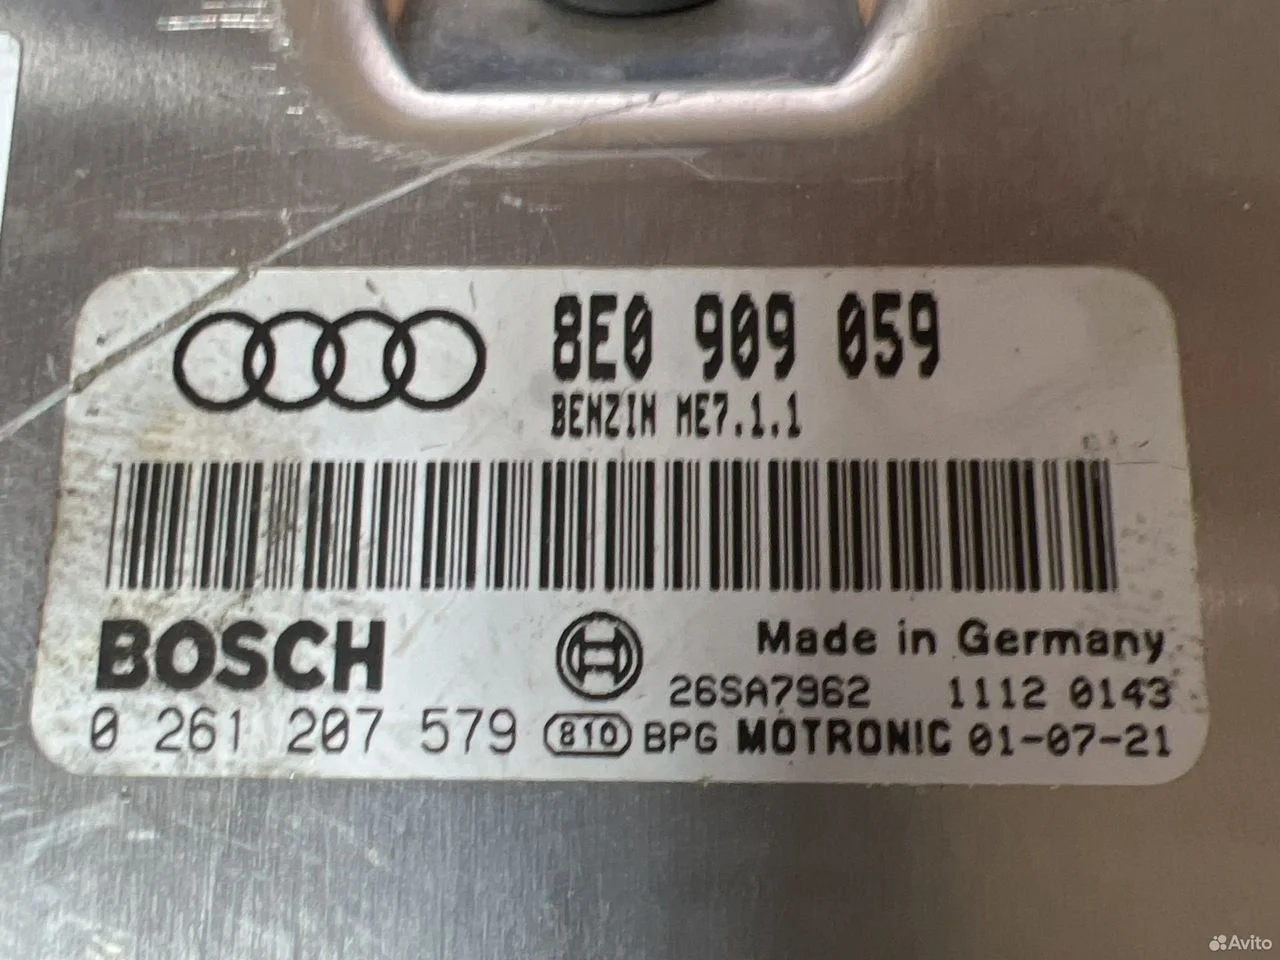 8E0 909 059
BENZIN ME7.1.1
BOSCH
Made in Germany
26SA7962 1112 0143
0 261 207 579 810 BPG MOTRONIC 01-07-21
Avito